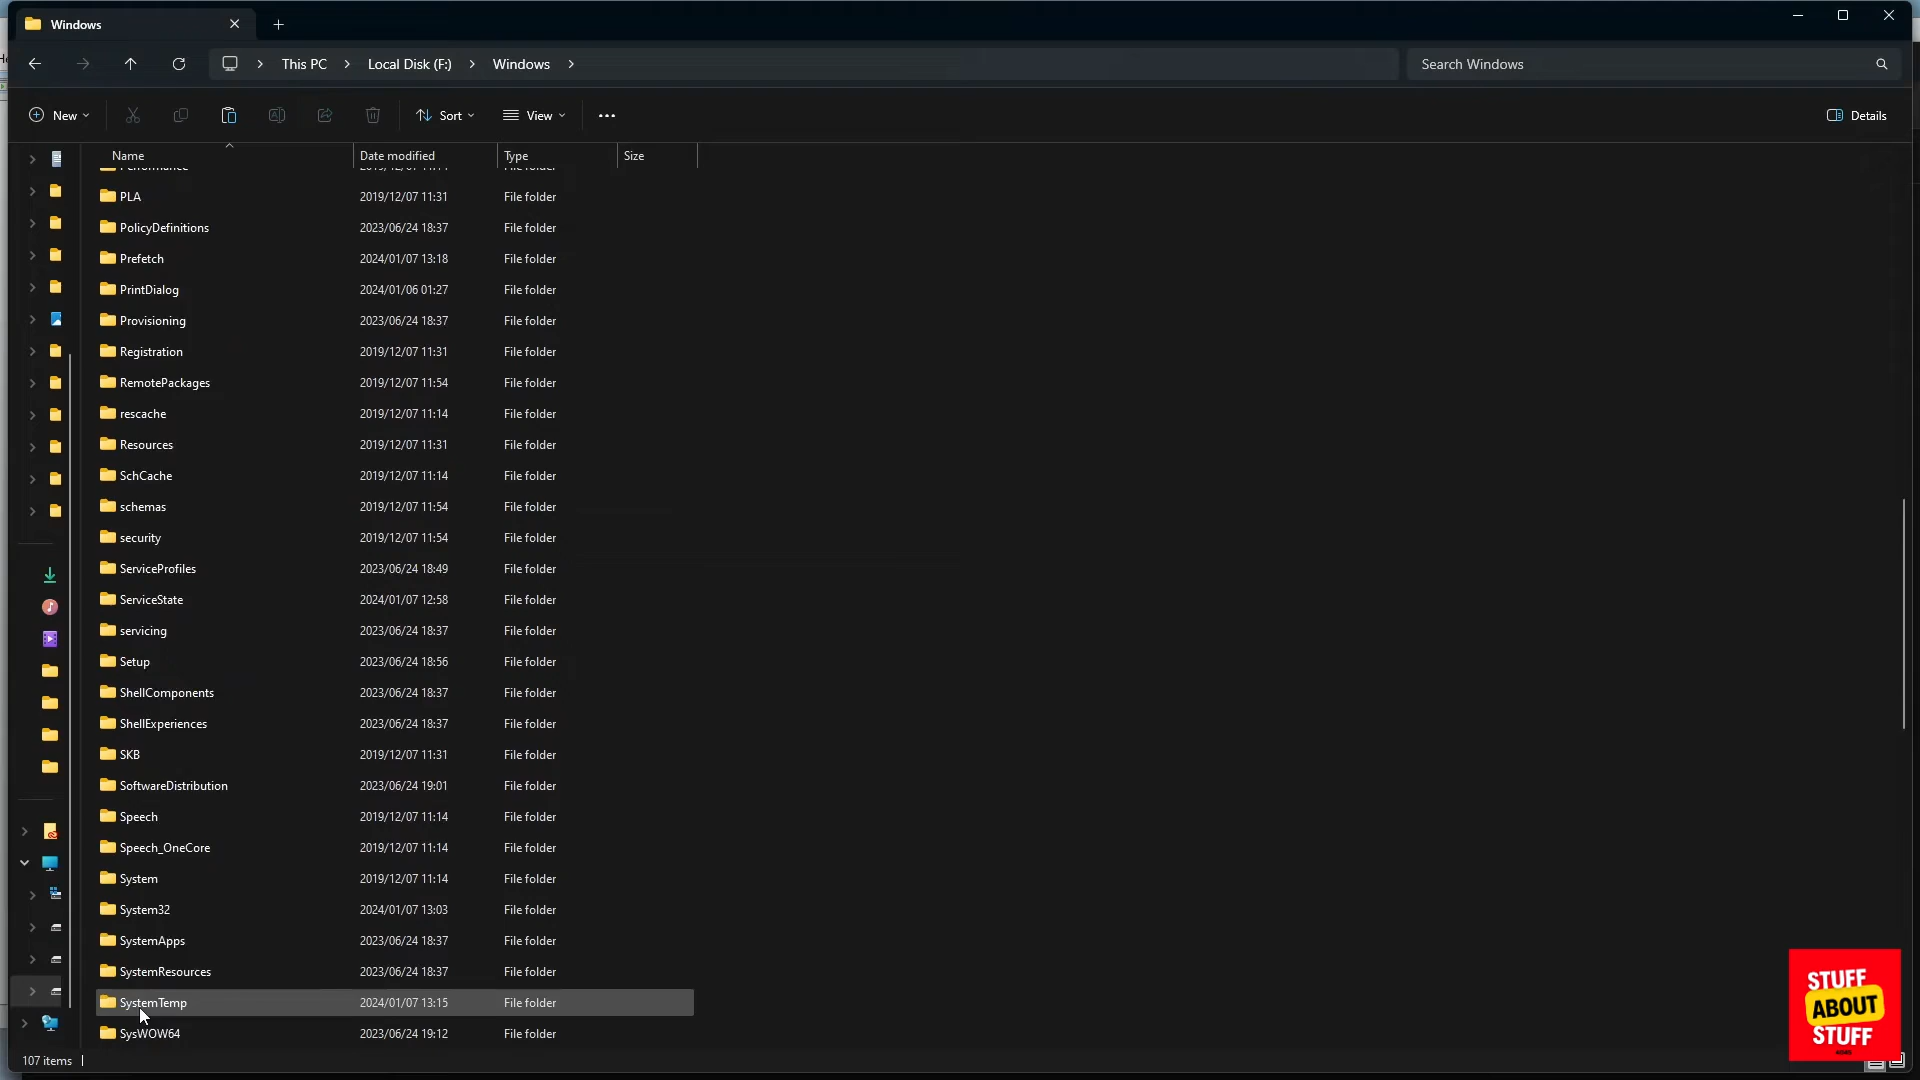 Windows
This PC
Local Disk (F:)
Windows
Search Windows
New
Sort
View
Details
Name Date modified Type Size
PLA 2019/12/07 11:31 File folder
PolicyDefinitions 2023/06/24 18:37 File folder
Prefetch 2024/01/07 13:18 File folder
PrintDialog 2024/01/06 01:27 File folder
Provisioning 2023/06/24 18:37 File folder
Registration 2019/12/07 11:31 File folder
RemotePackages 2019/12/07 11:54 File folder
rescache 2019/12/07 11:14 File folder
Resources 2019/12/07 11:31 File folder
SchCache 2019/12/07 11:14 File folder
schemas 2019/12/07 11:54 File folder
security 2019/12/07 11:54 File folder
ServiceProfiles 2023/06/24 18:49 File folder
ServiceState 2024/01/07 12:58 File folder
servicing 2023/06/24 18:37 File folder
Setup 2023/06/24 18:56 File folder
ShellComponents 2023/06/24 18:37 File folder
ShellExperiences 2023/06/24 18:37 File folder
SKB 2019/12/07 11:31 File folder
SoftwareDistribution 2023/06/24 19:01 File folder
Speech 2019/12/07 11:14 File folder
Speech_OneCore 2019/12/07 11:14 File folder
System 2019/12/07 11:14 File folder
System32 2024/01/07 13:03 File folder
SystemApps 2023/06/24 18:37 File folder
SystemResources 2023/06/24 18:37 File folder
SystemTemp 2024/01/07 13:15 File folder
SysWOW64 2023/06/24 19:12 File folder
107 items
STUFF
ABOUT
STUFF